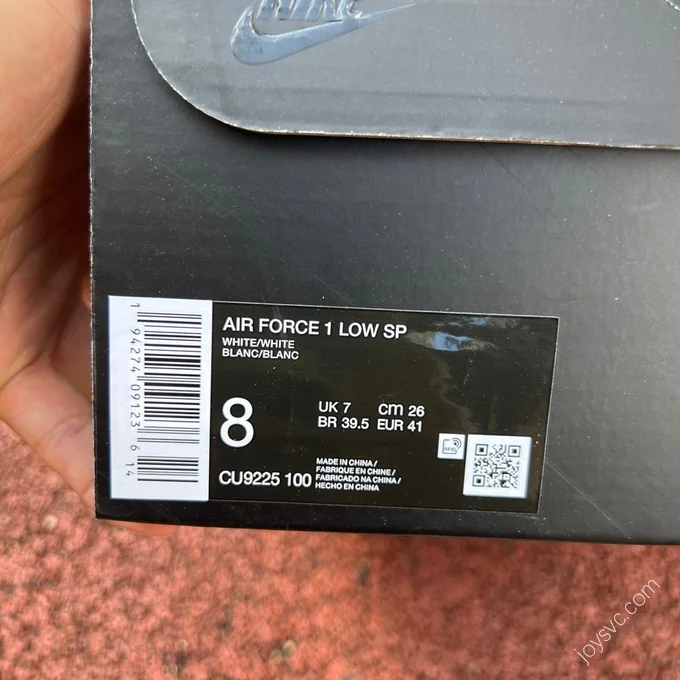 NIKE
AIR FORCE 1 LOW SP
WHITE/WHITE
BLANC/BLANC
8
UK 7 cm 26
BR 39.5 EUR 41
CU9225 100
MADE IN CHINA/
FABRIQUE EN CHINE/
FABRICADO NA CHINA/
HECHO EN CHINA
RFID
1 94274 09123 6 14
joysvc.com